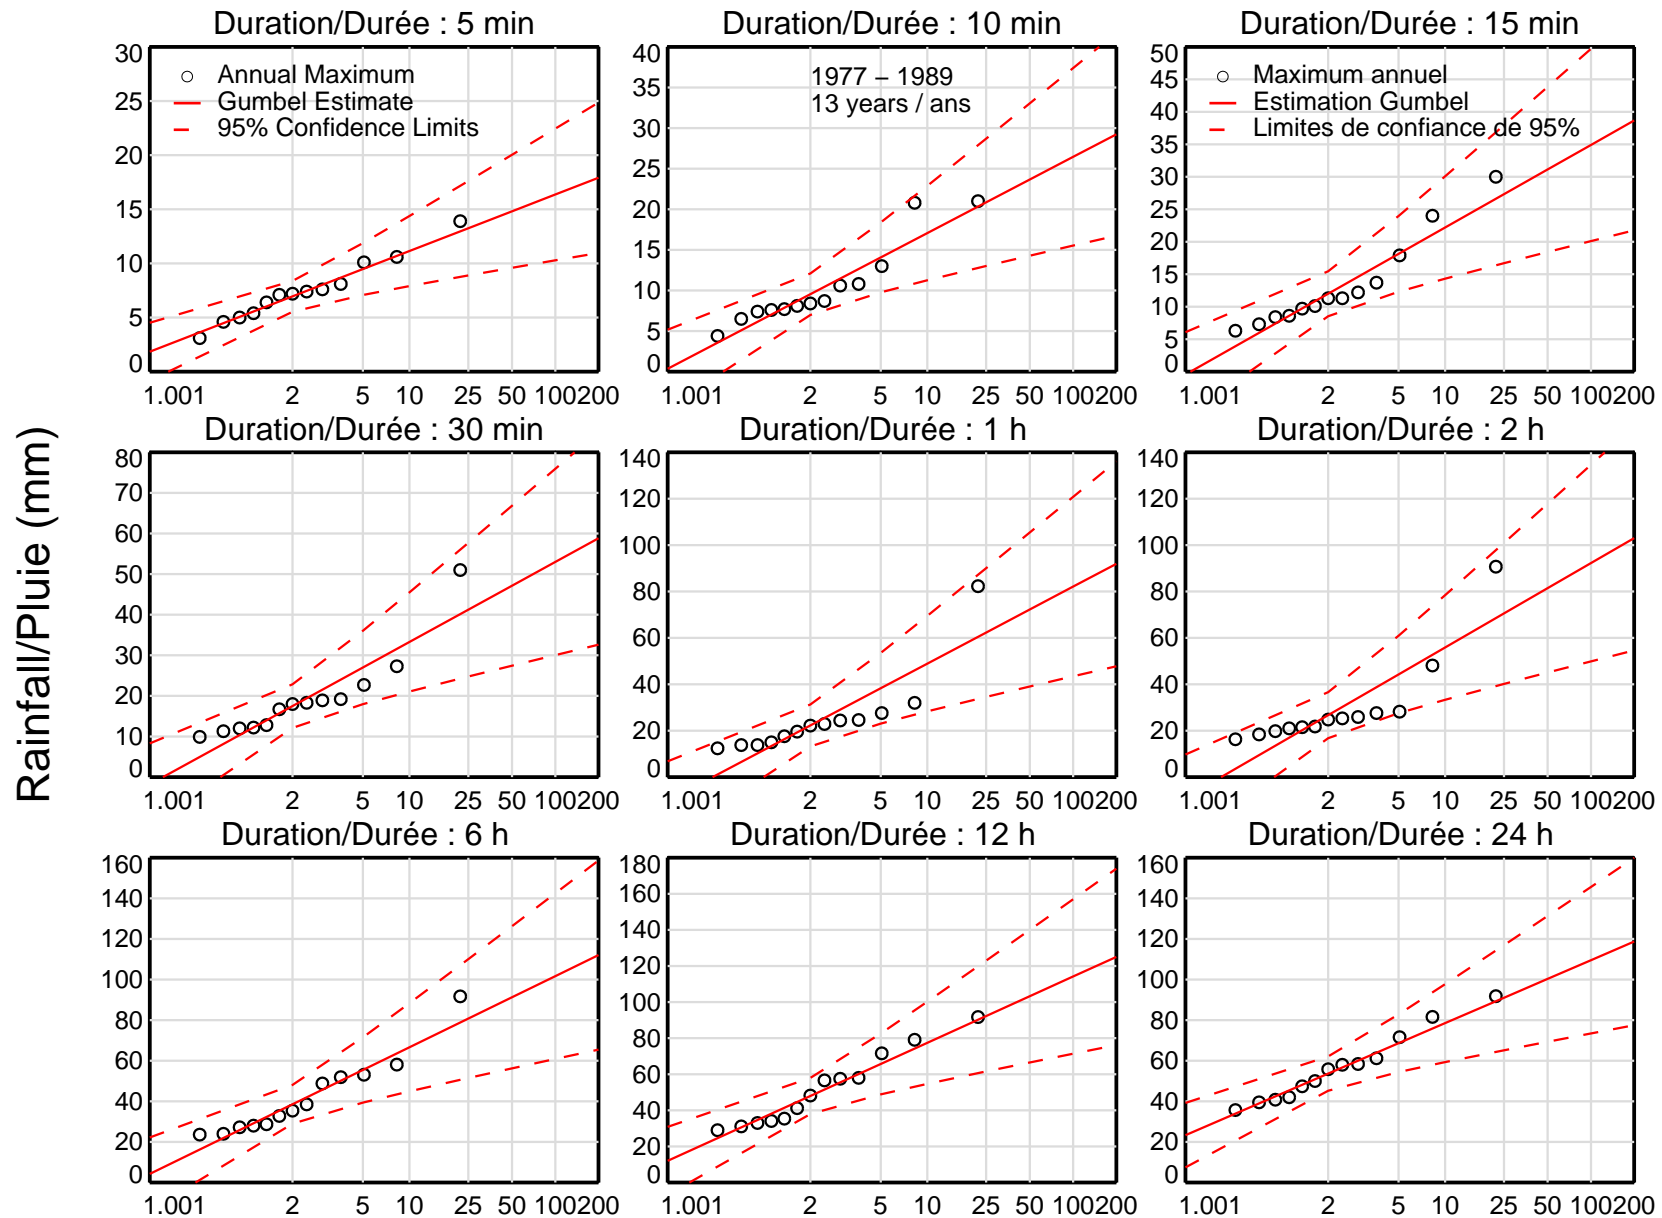 Duration/Durée : 5 min
Duration/Durée : 10 min
Duration/Durée : 15 min
30
25
20
15
10
5
0
Annual Maximum
Gumbel Estimate
95% Confidence Limits
1.001 2 5 10 25 50 100200
40
35
30
25
20
15
10
5
0
1977 – 1989
13 years / ans
1.001 2 5 10 25 50 100200
50
45
40
35
30
25
20
15
10
5
0
Maximum annuel
Estimation Gumbel
Limites de confiance de 95%
1.001 2 5 10 25 50 100200
Rainfall/Pluie (mm)
Duration/Durée : 30 min
Duration/Durée : 1 h
Duration/Durée : 2 h
80
70
60
50
40
30
20
10
0
1.001 2 5 10 25 50 100200
140
120
100
80
60
40
20
0
1.001 2 5 10 25 50 100200
140
120
100
80
60
40
20
0
1.001 2 5 10 25 50 100200
Duration/Durée : 6 h
Duration/Durée : 12 h
Duration/Durée : 24 h
160
140
120
100
80
60
40
20
0
1.001 2 5 10 25 50 100200
180
160
140
120
100
80
60
40
20
0
1.001 2 5 10 25 50 100200
160
140
120
100
80
60
40
20
0
1.001 2 5 10 25 50 100200